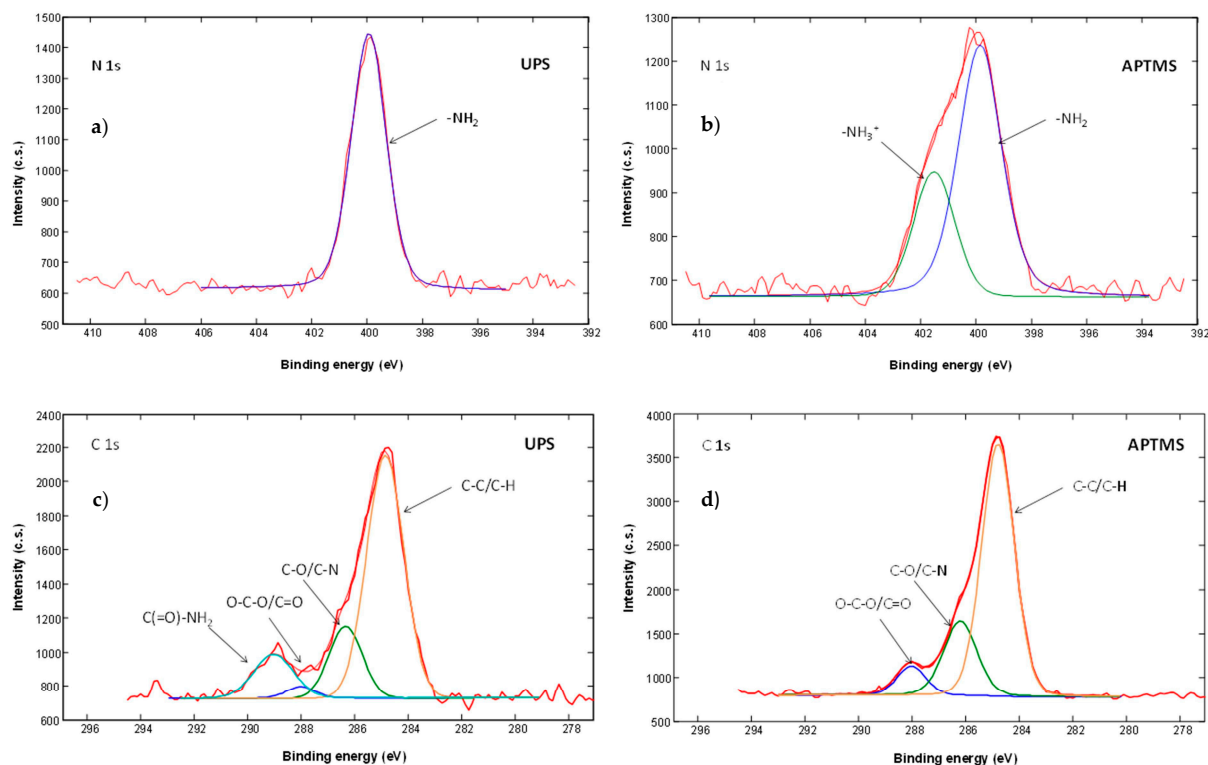 1500
1400
1300
1200
1100
1000
900
800
700
600
500
N 1s
UPS
a)
-NH₂
410 408 406 404 402 400 398 396 394 392
Binding energy (eV)
Intensity (c.s.)
1300
1200
1100
1000
900
800
700
600
N 1s
APTMS
b)
-NH₃⁺
-NH₂
410 408 406 404 402 400 398 396 394 392
Binding energy (eV)
Intensity (c.s.)
2400
2200
2000
1800
1600
1400
1200
1000
800
600
C 1s
UPS
c)
C-C/C-H
C-O/C-N
O-C-O/C=O
C(=O)-NH₂
296 294 292 290 288 286 284 282 280 278
Binding energy (eV)
Intensity (c.s.)
4000
3500
3000
2500
2000
1500
1000
500
C 1s
APTMS
d)
C-C/C-H
C-O/C-N
O-C-O/C=O
296 294 292 290 288 286 284 282 280 278
Binding energy (eV)
Intensity (c.s.)